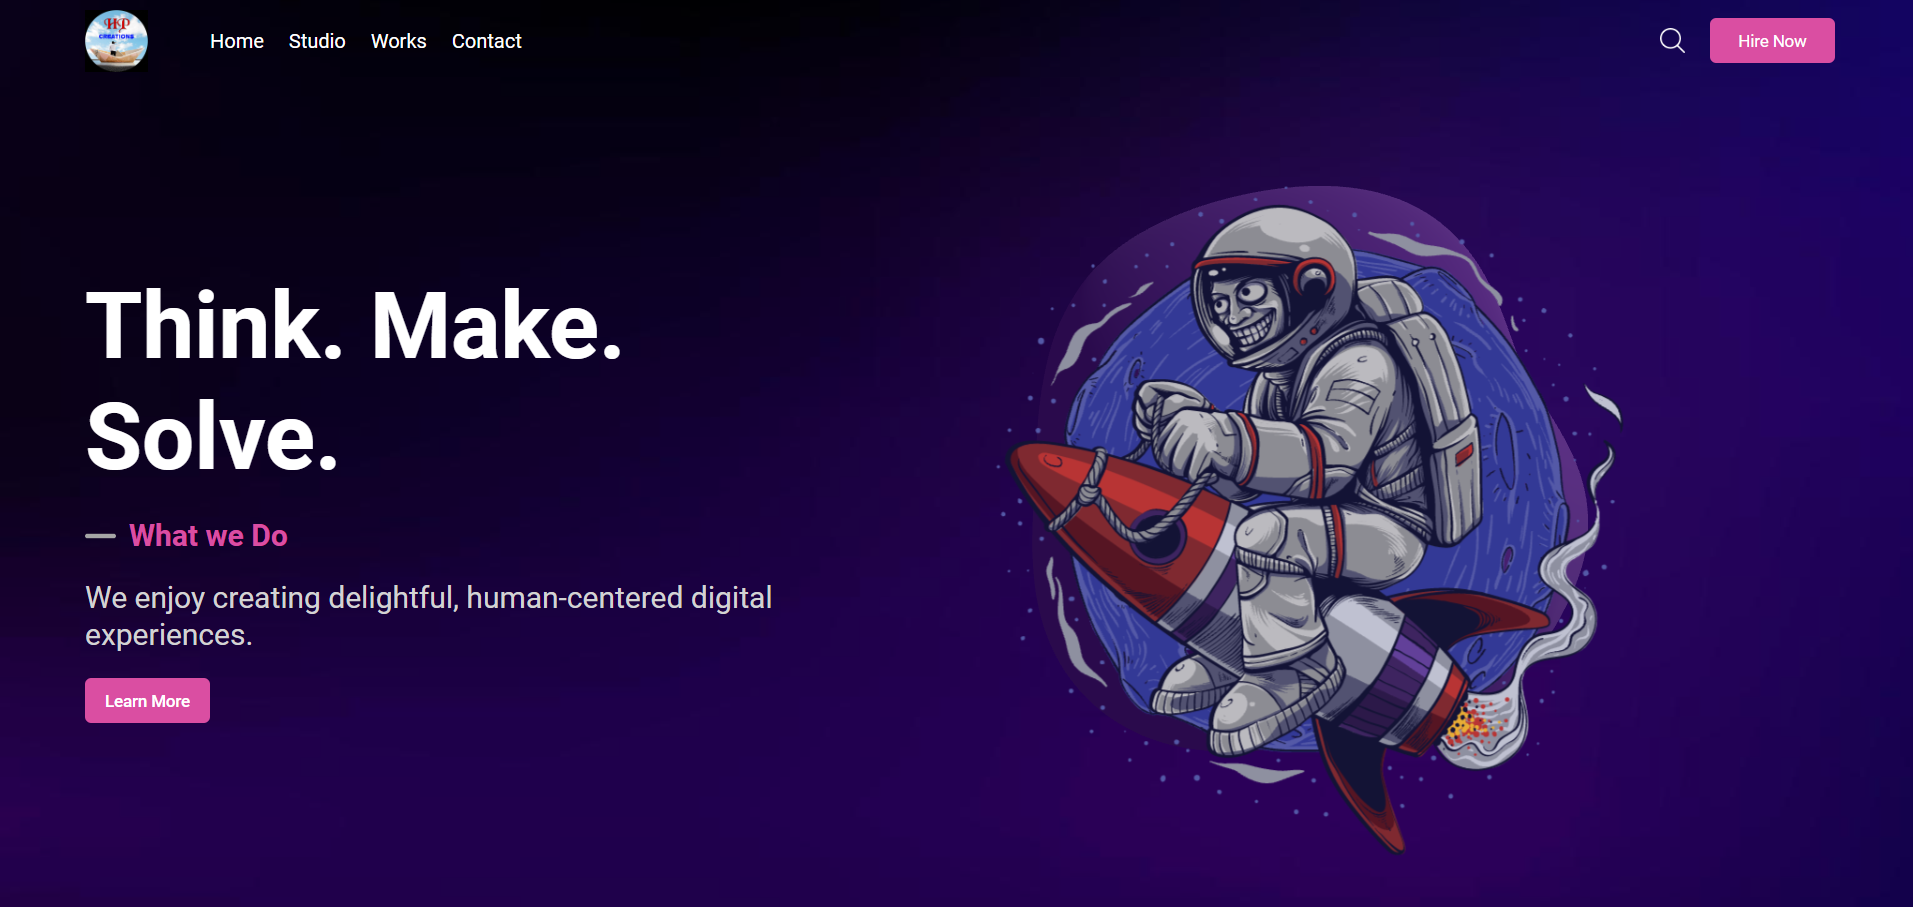 HP
CREATIONS
Home Studio Works Contact
Hire Now
Think. Make.
Solve.
What we Do
We enjoy creating delightful, human-centered digital
experiences.
Learn More